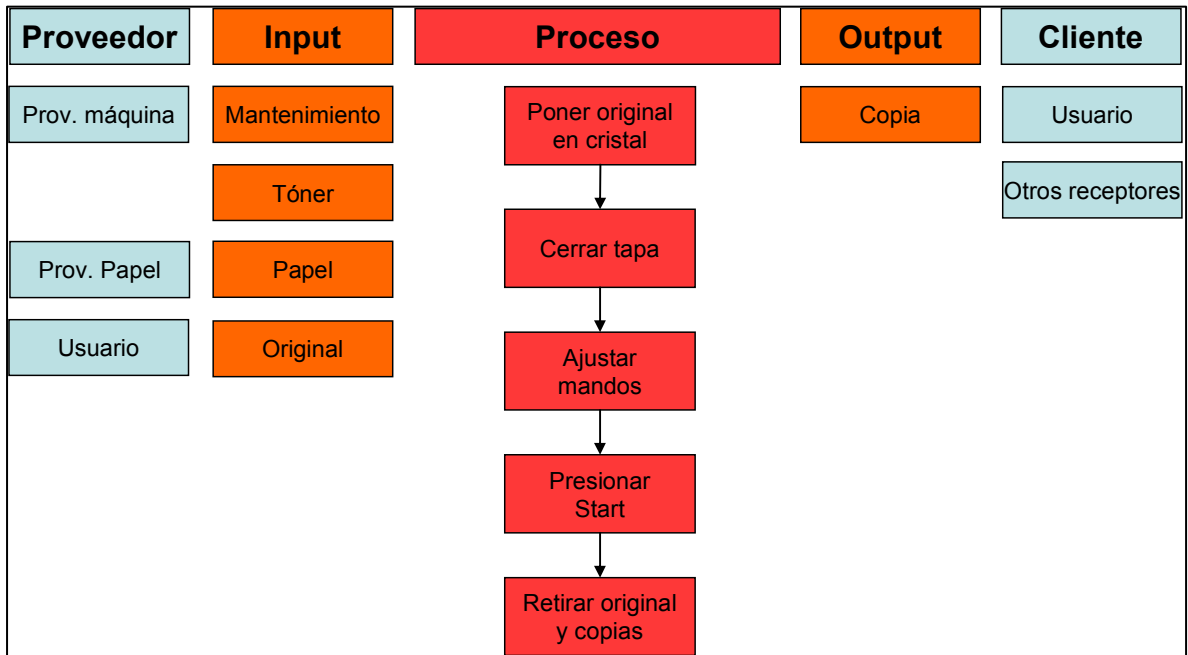 Proveedor
Input
Proceso
Output
Cliente
Prov. máquina
Mantenimiento
Poner original
en cristal
Copia
Usuario
Tóner
Otros receptores
Prov. Papel
Papel
Cerrar tapa
Usuario
Original
Ajustar
mandos
Presionar
Start
Retirar original
y copias